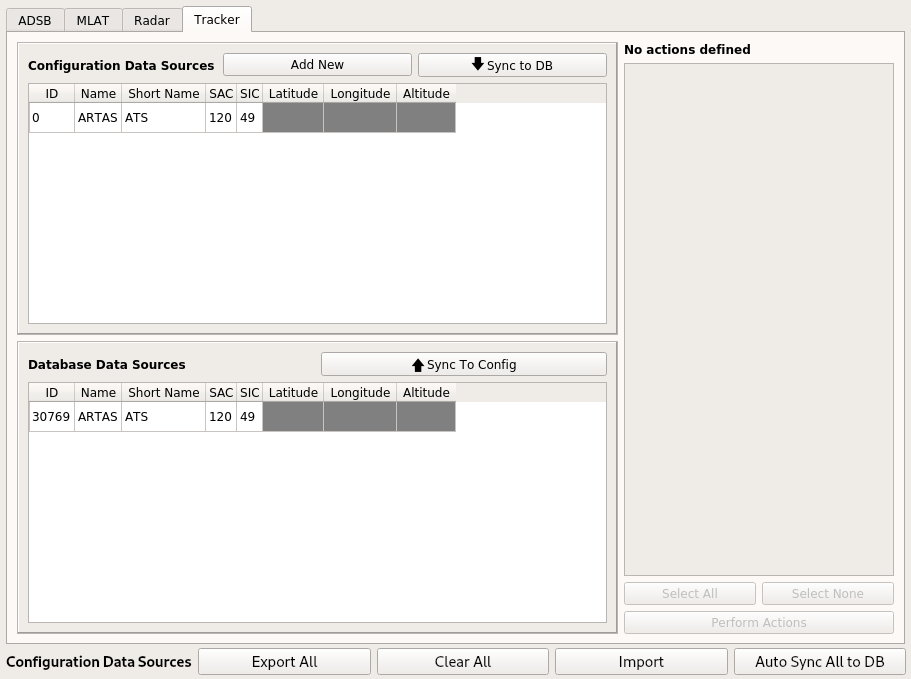 ADSB MLAT Radar Tracker
Configuration Data Sources Add New Sync to DB
ID Name Short Name SAC SIC Latitude Longitude Altitude
0 ARTAS ATS 120 49
Database Data Sources Sync To Config
ID Name Short Name SAC SIC Latitude Longitude Altitude
30769 ARTAS ATS 120 49
No actions defined
Select All Select None
Perform Actions
Configuration Data Sources Export All Clear All Import Auto Sync All to DB